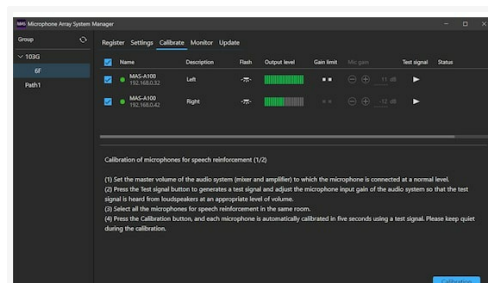 MAS Microphone Array System Manager
Group
Register Settings Calibrate Monitor Update
103G
6F
Path1
Name Description Flash Output level Gain limit Mic gain Test signal Status
MAS-A100 Left dB
192.168.0.32
MAS-A100 Right -12 dB
192.168.0.42
Calibration of microphones for speech reinforcement (1/2)
(1) Set the master volume of the audio system (mixer and amplifier) to which the microphone is connected at a normal level.
(2) Press the Test signal button to generates a test signal and adjust the microphone input gain of the audio system so that the test
signal is heard from loudspeakers at an appropriate level of volume.
(3) Select all the microphones for speech reinforcement in the same room.
(4) Press the Calibration button, and each microphone is automatically calibrated in five seconds using a test signal. Please keep quiet
during the calibration.
Calibration